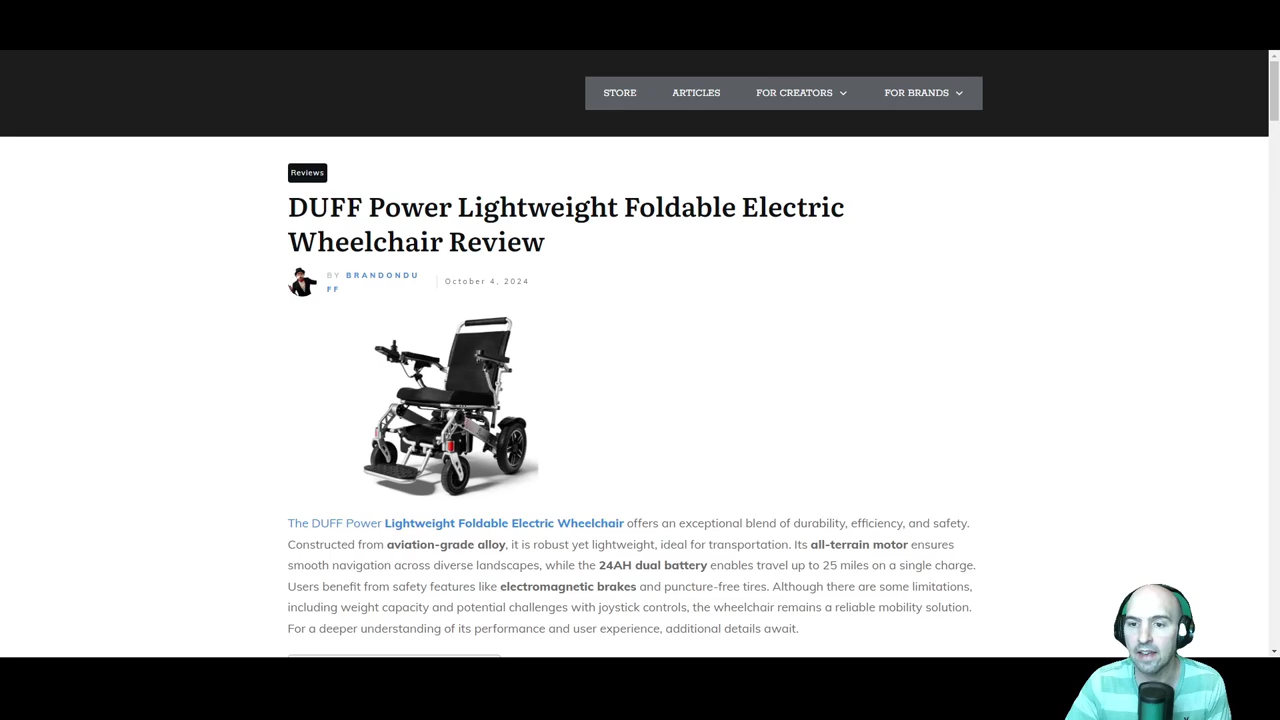 STORE ARTICLES FOR CREATORS FOR BRANDS
Reviews
DUFF Power Lightweight Foldable Electric
Wheelchair Review
BY BRANDONDU
FF
October 4, 2024
The DUFF Power Lightweight Foldable Electric Wheelchair offers an exceptional blend of durability, efficiency, and safety.
Constructed from aviation-grade alloy, it is robust yet lightweight, ideal for transportation. Its all-terrain motor ensures
smooth navigation across diverse landscapes, while the 24AH dual battery enables travel up to 25 miles on a single charge.
Users benefit from safety features like electromagnetic brakes and puncture-free tires. Although there are some limitations,
including weight capacity and potential challenges with joystick controls, the wheelchair remains a reliable mobility solution.
For a deeper understanding of its performance and user experience, additional details await.